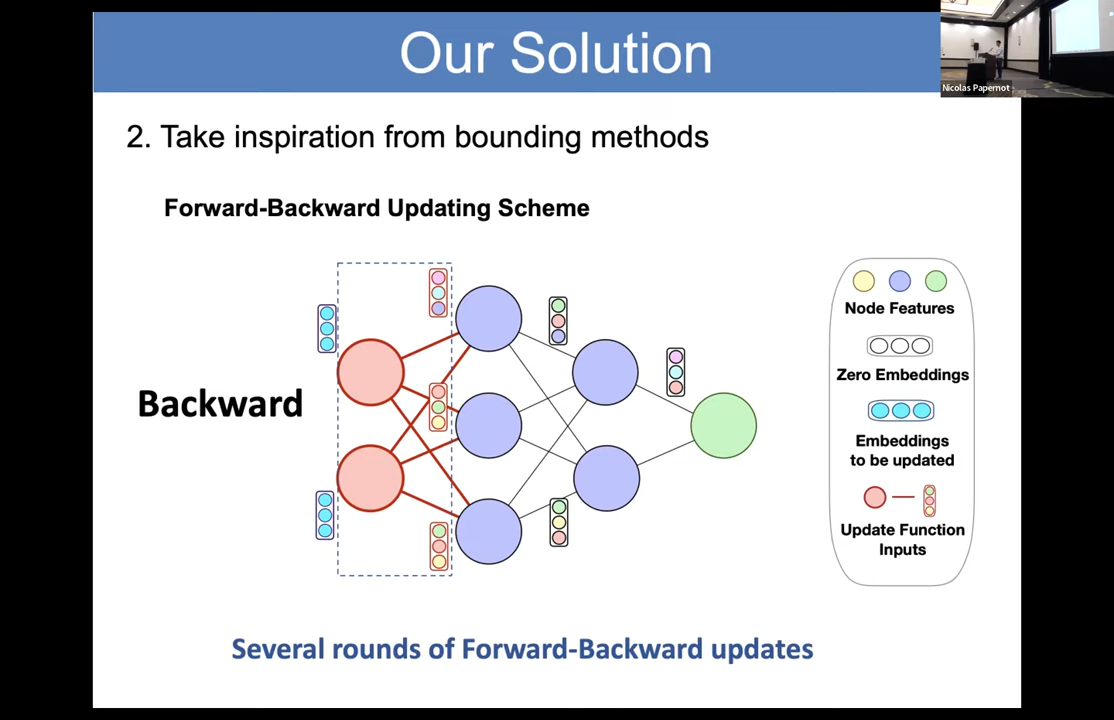 Our Solution
Nicolas Papernot
2. Take inspiration from bounding methods
Forward-Backward Updating Scheme
Backward
Node Features
Zero Embeddings
Embeddings
to be updated
Update Function
Inputs
Several rounds of Forward-Backward updates